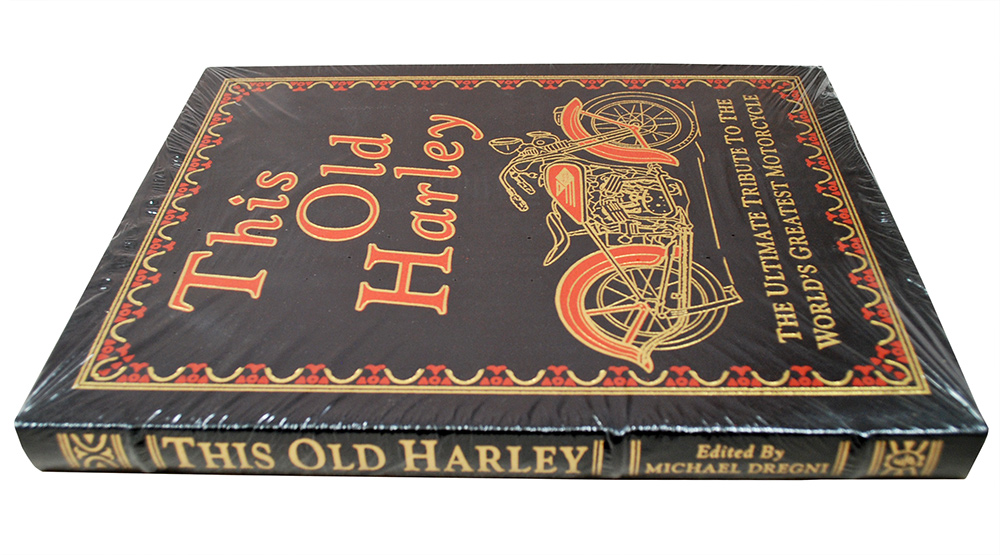 This
Old
Harley
THE ULTIMATE TRIBUTE TO THE
WORLD'S GREATEST MOTORCYCLE
THIS OLD HARLEY
Edited By
MICHAEL DREGNI